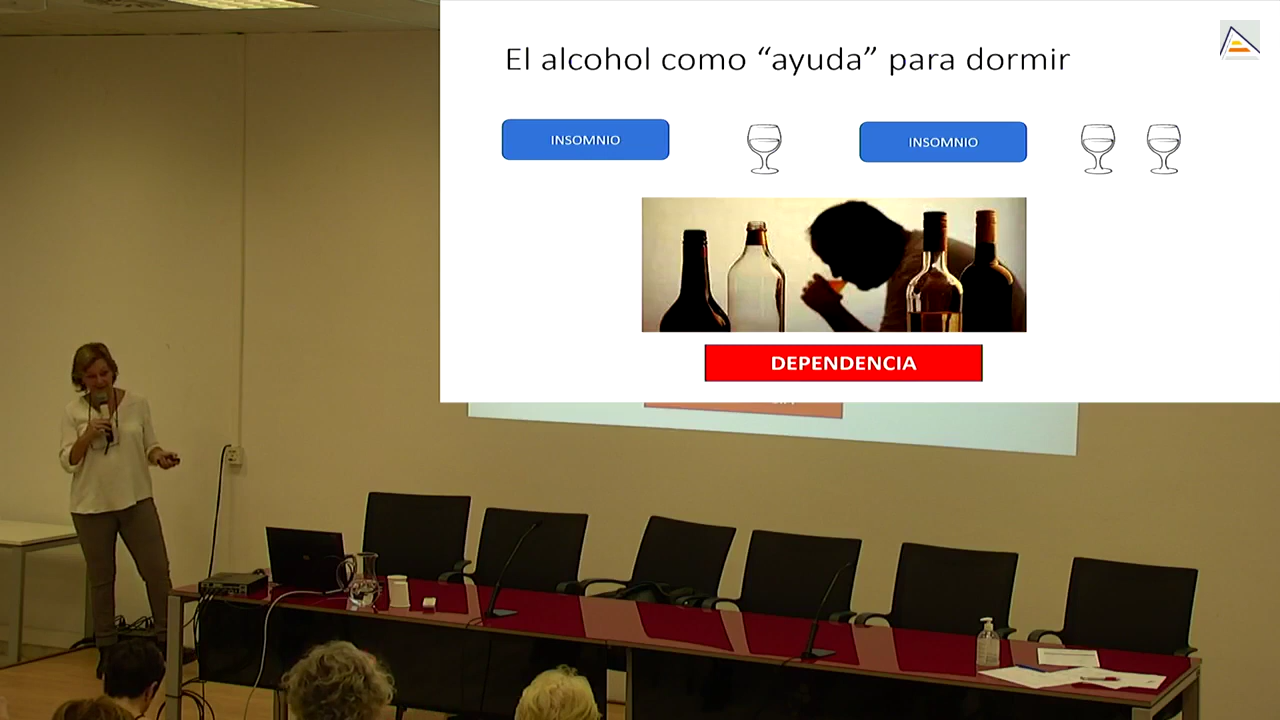 El alcohol como “ayuda” para dormir
INSOMNIO
INSOMNIO
DEPENDENCIA